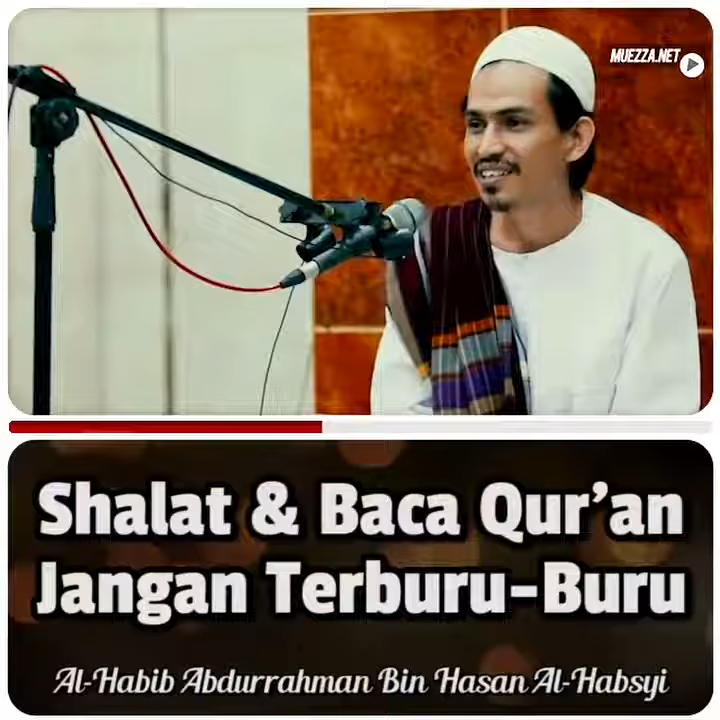 MUEZZA.NET
Shalat & Baca Qur'an
Jangan Terburu-Buru
Al-Habib Abdurrahman Bin Hasan Al-Habsyi